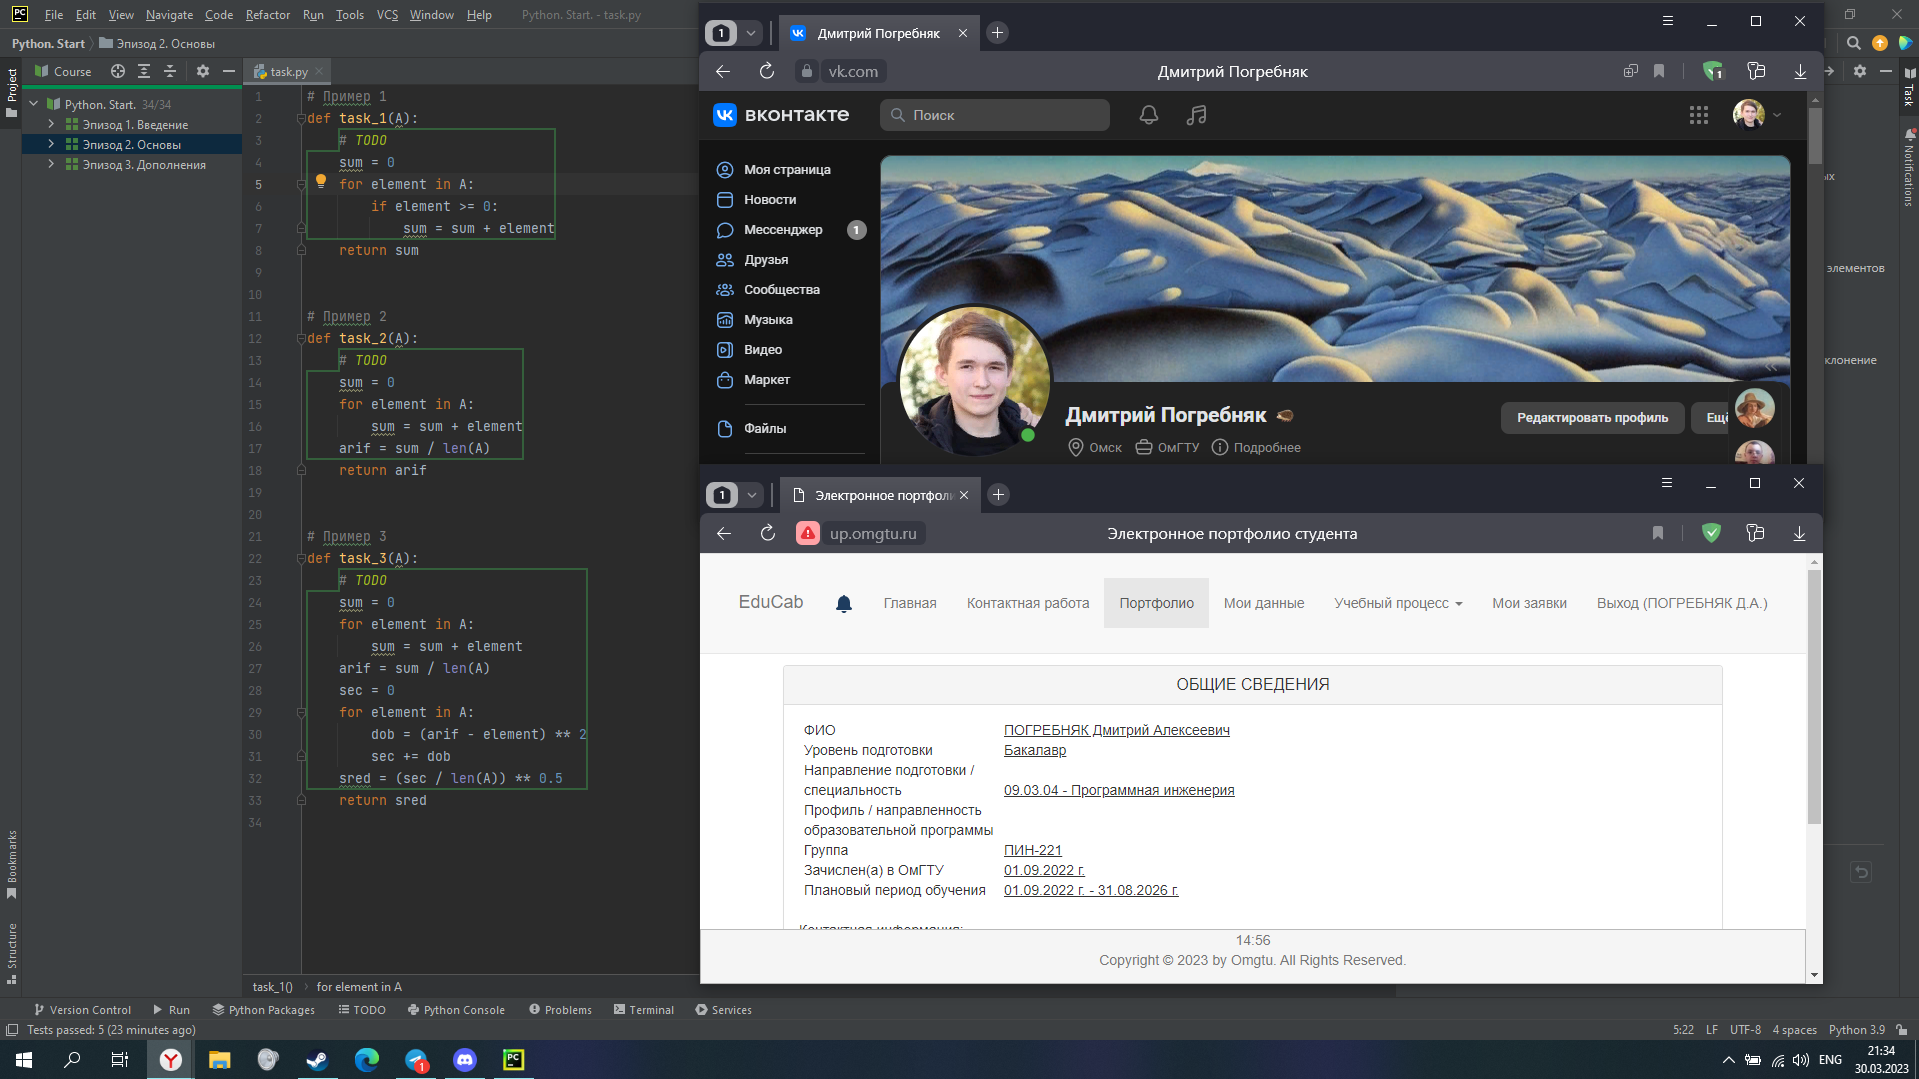 File Edit View Navigate Code Refactor Run Tools VCS Window Help Python. Start. - task.py
Python. Start Эпизод 2. Основы
Project
Course
task.py
Python. Start. 34/34
Эпизод 1. Введение
Эпизод 2. Основы
Эпизод 3. Дополнения
1 # Пример 1
2 def task_1(A):
3 # TODO
4 sum = 0
5 for element in A:
6 if element >= 0:
7 sum = sum + element
8 return sum
9
10
11 # Пример 2
12 def task_2(A):
13 # TODO
14 sum = 0
15 for element in A:
16 sum = sum + element
17 arif = sum / len(A)
18 return arif
19
20
21 # Пример 3
22 def task_3(A):
23 # TODO
24 sum = 0
25 for element in A:
26 sum = sum + element
27 arif = sum / len(A)
28 sec = 0
29 for element in A:
30 dob = (arif - element) ** 2
31 sec += dob
32 sred = (sec / len(A)) ** 0.5
33 return sred
34
Bookmarks
Structure
task_1() for element in A
1 Дмитрий Погребняк
vk.com Дмитрий Погребняк 1
вконтакте Поиск
Моя страница
Новости
Мессенджер 1
Друзья
Сообщества
Музыка
Видео
Маркет
Файлы
Дмитрий Погребняк
Редактировать профиль Ещё
Омск ОмГТУ Подробнее
Task
Notifications
ых
элементов
клонение
1 Электронное портфоли
up.omgtu.ru Электронное портфолио студента
EduCab Главная Контактная работа Портфолио Мои данные Учебный процесс Мои заявки Выход (ПОГРЕБНЯК Д.А.)
ОБЩИЕ СВЕДЕНИЯ
ФИО ПОГРЕБНЯК Дмитрий Алексеевич
Уровень подготовки Бакалавр
Направление подготовки /
специальность 09.03.04 - Программная инженерия
Профиль / направленность
образовательной программы
Группа ПИН-221
Зачислен(а) в ОмГТУ 01.09.2022 г.
Плановый период обучения 01.09.2022 г. - 31.08.2026 г.
Контактная информация:
14:56
Copyright © 2023 by Omgtu. All Rights Reserved.
Version Control Run Python Packages TODO Python Console Problems Terminal Services
Tests passed: 5 (23 minutes ago) 5:22 LF UTF-8 4 spaces Python 3.9
1 PC ENG 21:34
30.03.2023